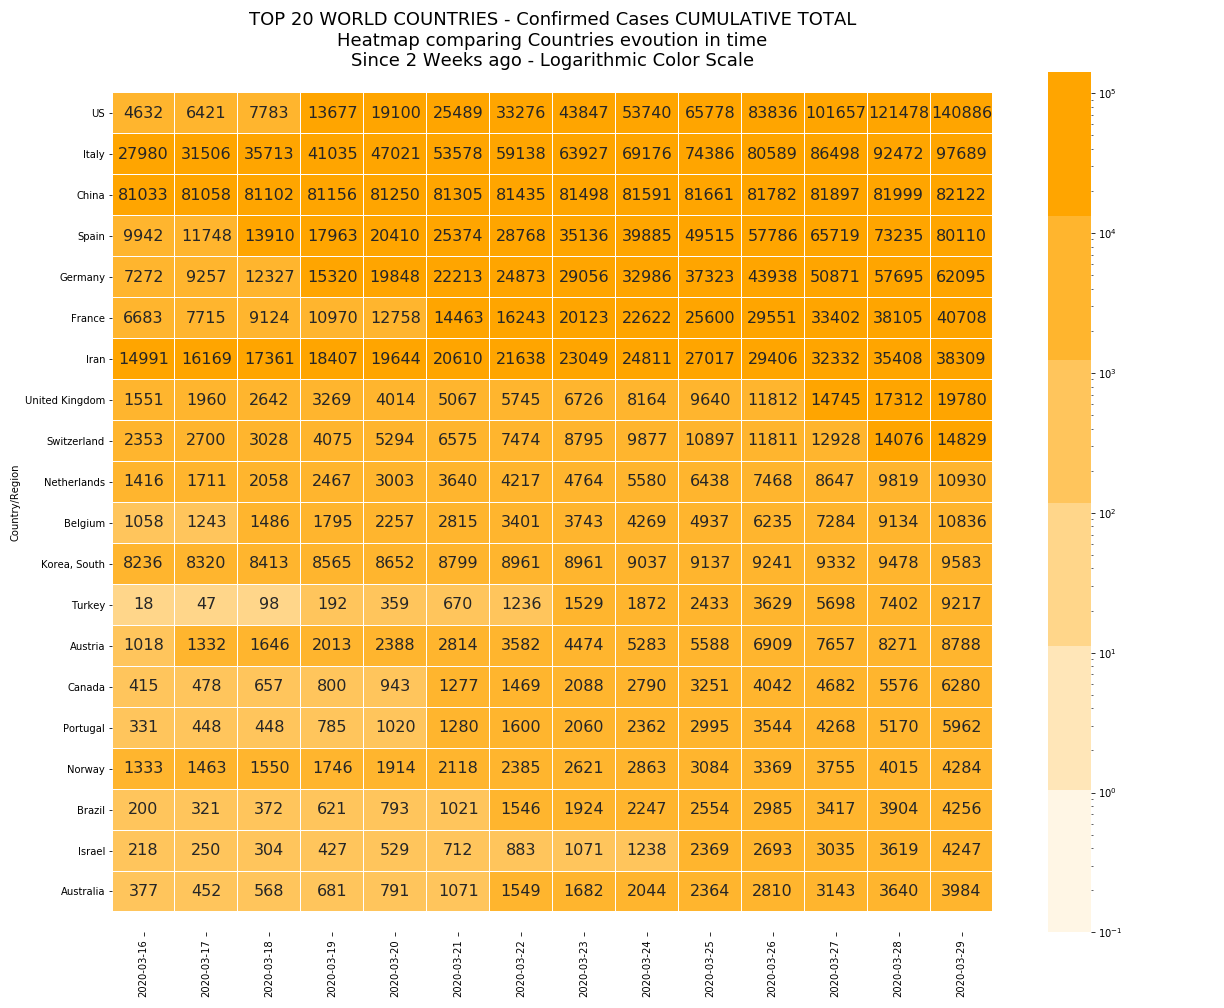 TOP 20 WORLD COUNTRIES - Confirmed Cases CUMULATIVE TOTAL
Heatmap comparing Countries evoution in time
Since 2 Weeks ago - Logarithmic Color Scale
US 4632 6421 7783 13677 19100 25489 33276 43847 53740 65778 83836 101657 121478 140886
Italy 27980 31506 35713 41035 47021 53578 59138 63927 69176 74386 80589 86498 92472 97689
China 81033 81058 81102 81156 81250 81305 81435 81498 81591 81661 81782 81897 81999 82122
Spain 9942 11748 13910 17963 20410 25374 28768 35136 39885 49515 57786 65719 73235 80110
Germany 7272 9257 12327 15320 19848 22213 24873 29056 32986 37323 43938 50871 57695 62095
France 6683 7715 9124 10970 12758 14463 16243 20123 22622 25600 29551 33402 38105 40708
Iran 14991 16169 17361 18407 19644 20610 21638 23049 24811 27017 29406 32332 35408 38309
United Kingdom 1551 1960 2642 3269 4014 5067 5745 6726 8164 9640 11812 14745 17312 19780
Switzerland 2353 2700 3028 4075 5294 6575 7474 8795 9877 10897 11811 12928 14076 14829
Netherlands 1416 1711 2058 2467 3003 3640 4217 4764 5580 6438 7468 8647 9819 10930
Belgium 1058 1243 1486 1795 2257 2815 3401 3743 4269 4937 6235 7284 9134 10836
Korea, South 8236 8320 8413 8565 8652 8799 8961 8961 9037 9137 9241 9332 9478 9583
Turkey 18 47 98 192 359 670 1236 1529 1872 2433 3629 5698 7402 9217
Austria 1018 1332 1646 2013 2388 2814 3582 4474 5283 5588 6909 7657 8271 8788
Canada 415 478 657 800 943 1277 1469 2088 2790 3251 4042 4682 5576 6280
Portugal 331 448 448 785 1020 1280 1600 2060 2362 2995 3544 4268 5170 5962
Norway 1333 1463 1550 1746 1914 2118 2385 2621 2863 3084 3369 3755 4015 4284
Brazil 200 321 372 621 793 1021 1546 1924 2247 2554 2985 3417 3904 4256
Israel 218 250 304 427 529 712 883 1071 1238 2369 2693 3035 3619 4247
Australia 377 452 568 681 791 1071 1549 1682 2044 2364 2810 3143 3640 3984
Country/Region
2020-03-16 2020-03-17 2020-03-18 2020-03-19 2020-03-20 2020-03-21 2020-03-22 2020-03-23 2020-03-24 2020-03-25 2020-03-26 2020-03-27 2020-03-28 2020-03-29
10⁵
10⁴
10³
10²
10¹
10⁰
10⁻¹